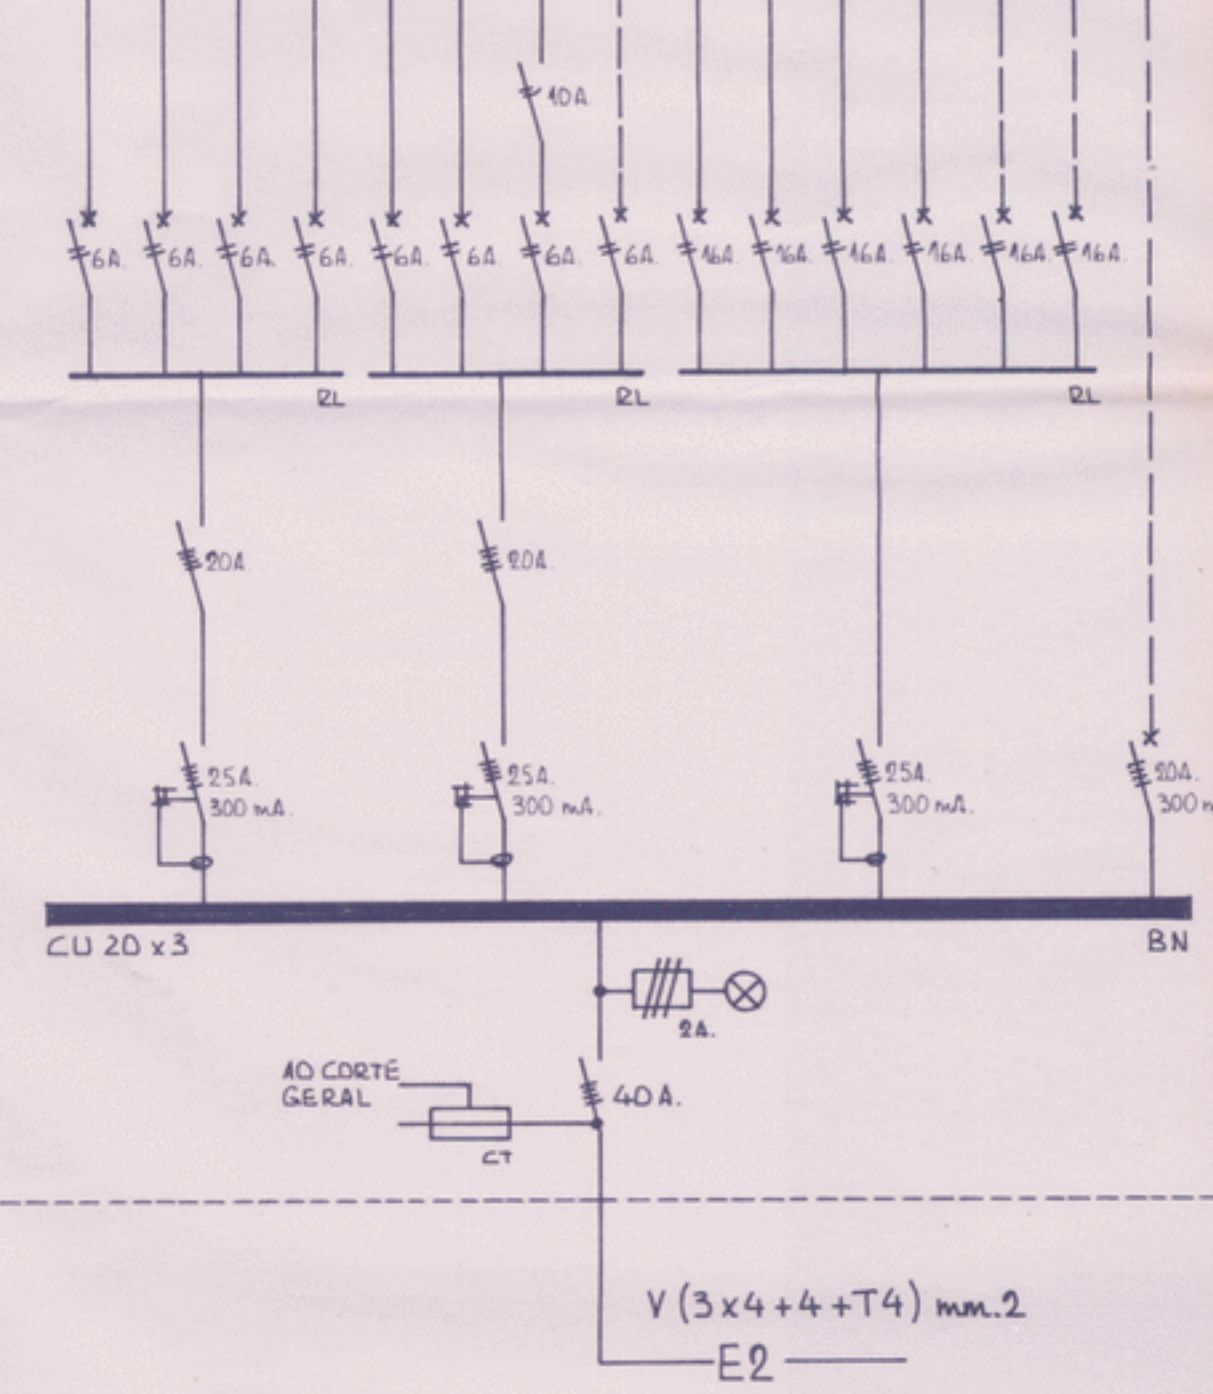 10A.
6A. 6A. 6A. 6A. 6A. 6A. 6A. 6A. 16A. 16A. 16A. 16A. 16A. 16A.
RL RL RL
20A. 20A.
25A. 25A. 25A. 20A.
300 mA. 300 mA. 300 mA. 300 m
CU 20 x 3 BN
2A.
AO CORTE
GERAL
40A.
CT
V (3x4+4+T4) mm.2
E2